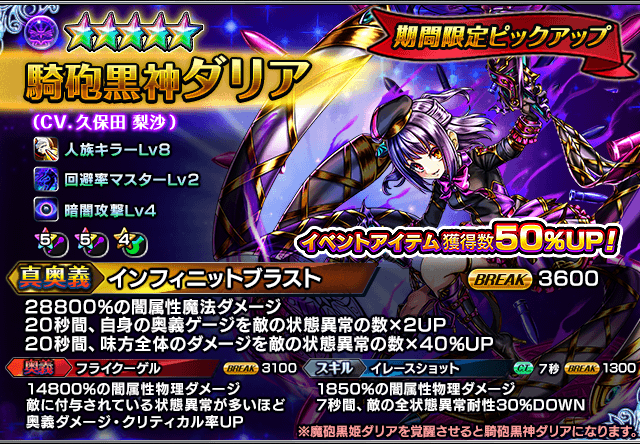 期間限定ピックアップ
騎砲黒神ダリア
(CV.久保田 梨沙)
人族キラーLv8
回避率マスターLv2
暗闇攻撃Lv4
5 5 4
イベントアイテム獲得数50%UP!
真奥義 インフィニットブラスト BREAK 3600
28800%の闇属性魔法ダメージ
20秒間、自身の奥義ゲージを敵の状態異常の数×2UP
20秒間、味方全体のダメージを敵の状態異常の数×40%UP
奥義 フライクーゲル BREAK 3100
14800%の闇属性物理ダメージ
敵に付与されている状態異常が多いほど
奥義ダメージ・クリティカル率UP
スキル イレースショット C.T. 7秒 BREAK 1300
1850%の闇属性物理ダメージ
7秒間、敵の全状態異常耐性30%DOWN
※魔砲黒姫ダリアを覚醒させると騎砲黒神ダリアになります。